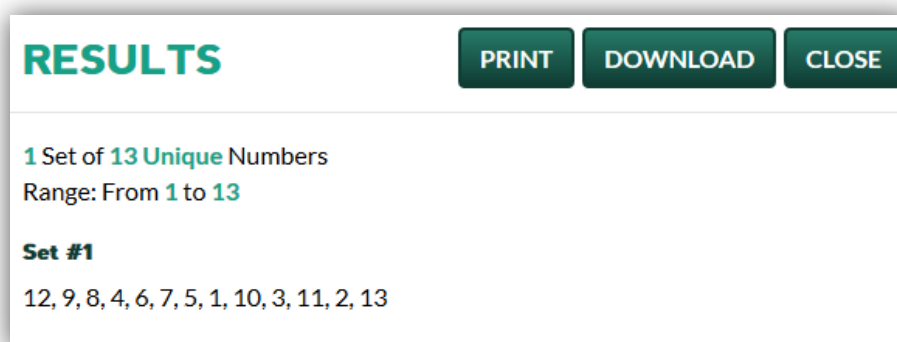 RESULTS
PRINT
DOWNLOAD
CLOSE
1 Set of 13 Unique Numbers
Range: From 1 to 13
Set #1
12, 9, 8, 4, 6, 7, 5, 1, 10, 3, 11, 2, 13